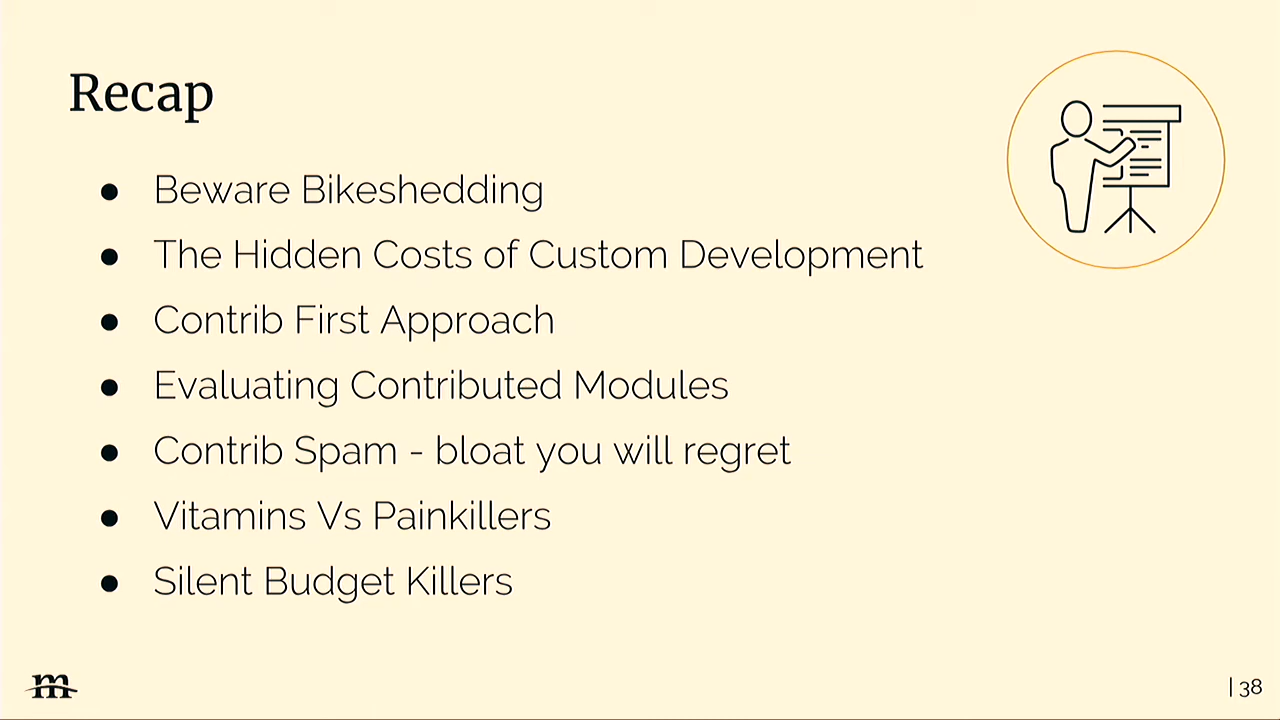 Recap
● Beware Bikeshedding
● The Hidden Costs of Custom Development
● Contrib First Approach
● Evaluating Contributed Modules
● Contrib Spam - bloat you will regret
● Vitamins Vs Painkillers
● Silent Budget Killers
m
| 38